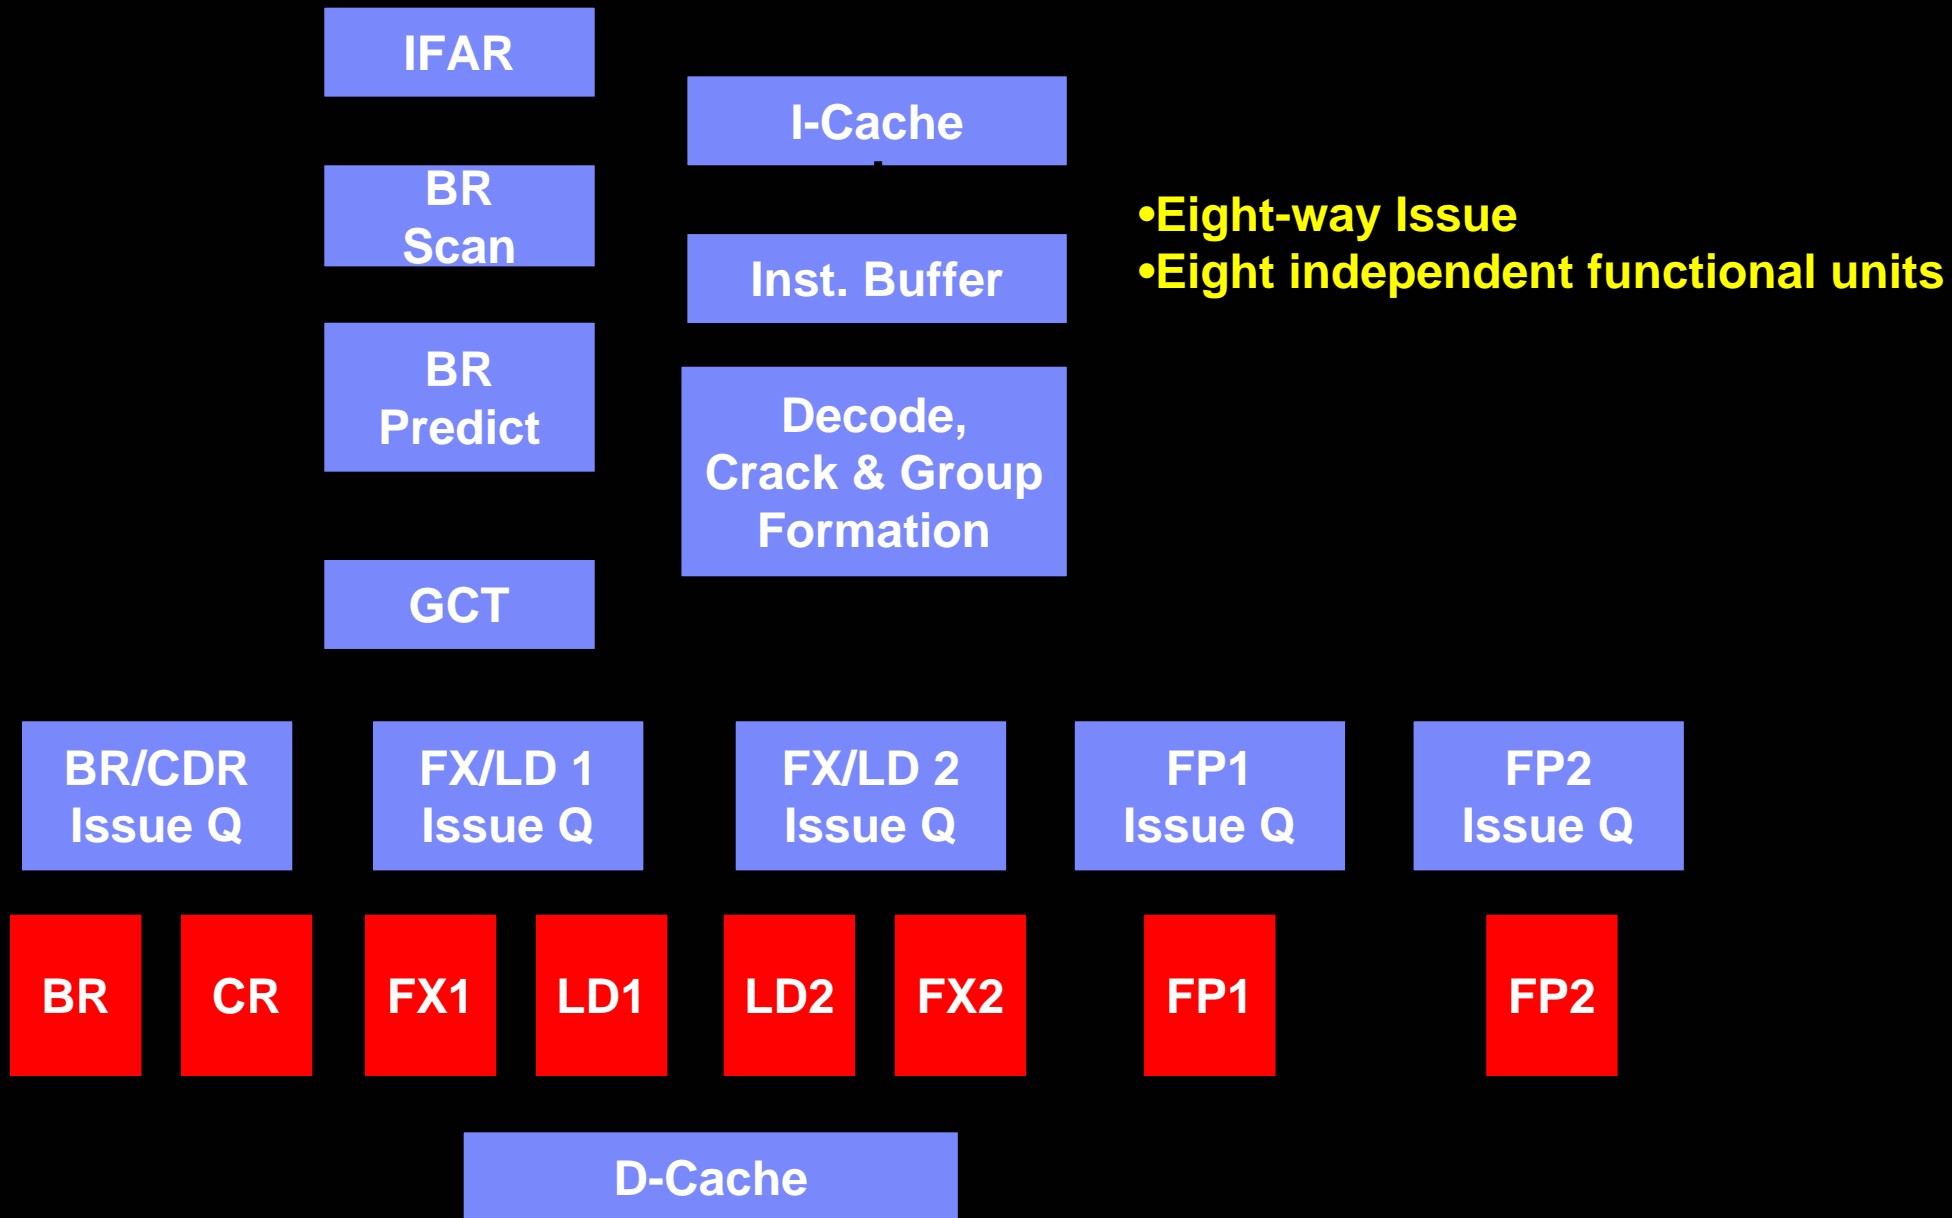 IFAR
I-Cache
BR
Scan
•Eight-way Issue
•Eight independent functional units
Inst. Buffer
BR
Predict
Decode,
Crack & Group
Formation
GCT
BR/CDR
Issue Q
FX/LD 1
Issue Q
FX/LD 2
Issue Q
FP1
Issue Q
FP2
Issue Q
BR
CR
FX1
LD1
LD2
FX2
FP1
FP2
D-Cache